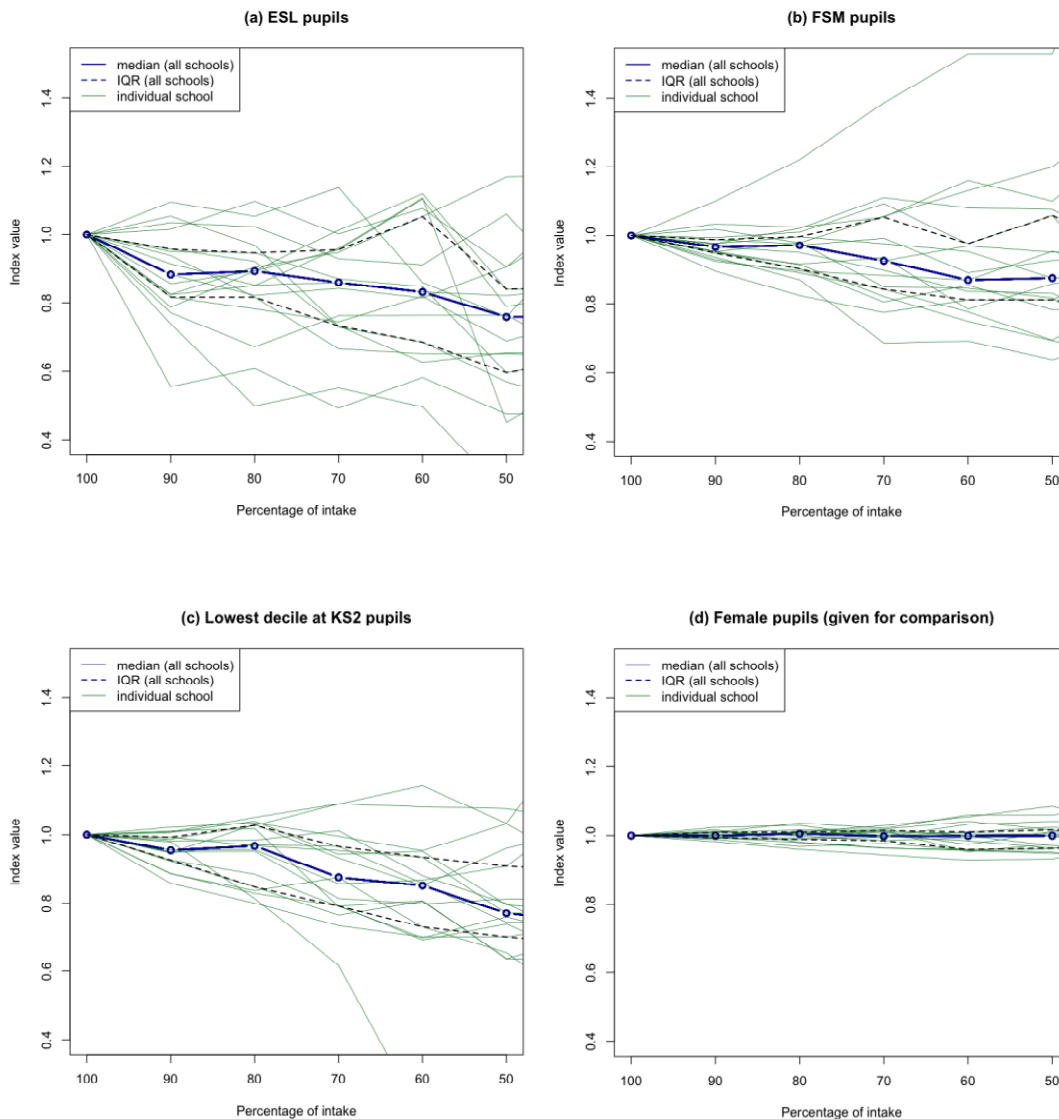 (a) ESL pupils
median (all schools)
IQR (all schools)
individual school
Index value
1.4
1.2
1.0
0.8
0.6
0.4
100 90 80 70 60 50
Percentage of intake
(b) FSM pupils
median (all schools)
IQR (all schools)
individual school
Index value
1.4
1.2
1.0
0.8
0.6
0.4
100 90 80 70 60 50
Percentage of intake
(c) Lowest decile at KS2 pupils
median (all schools)
IQR (all schools)
individual school
Index value
1.4
1.2
1.0
0.8
0.6
0.4
100 90 80 70 60 50
Percentage of intake
(d) Female pupils (given for comparison)
median (all schools)
IQR (all schools)
individual school
Index value
1.4
1.2
1.0
0.8
0.6
0.4
100 90 80 70 60 50
Percentage of intake